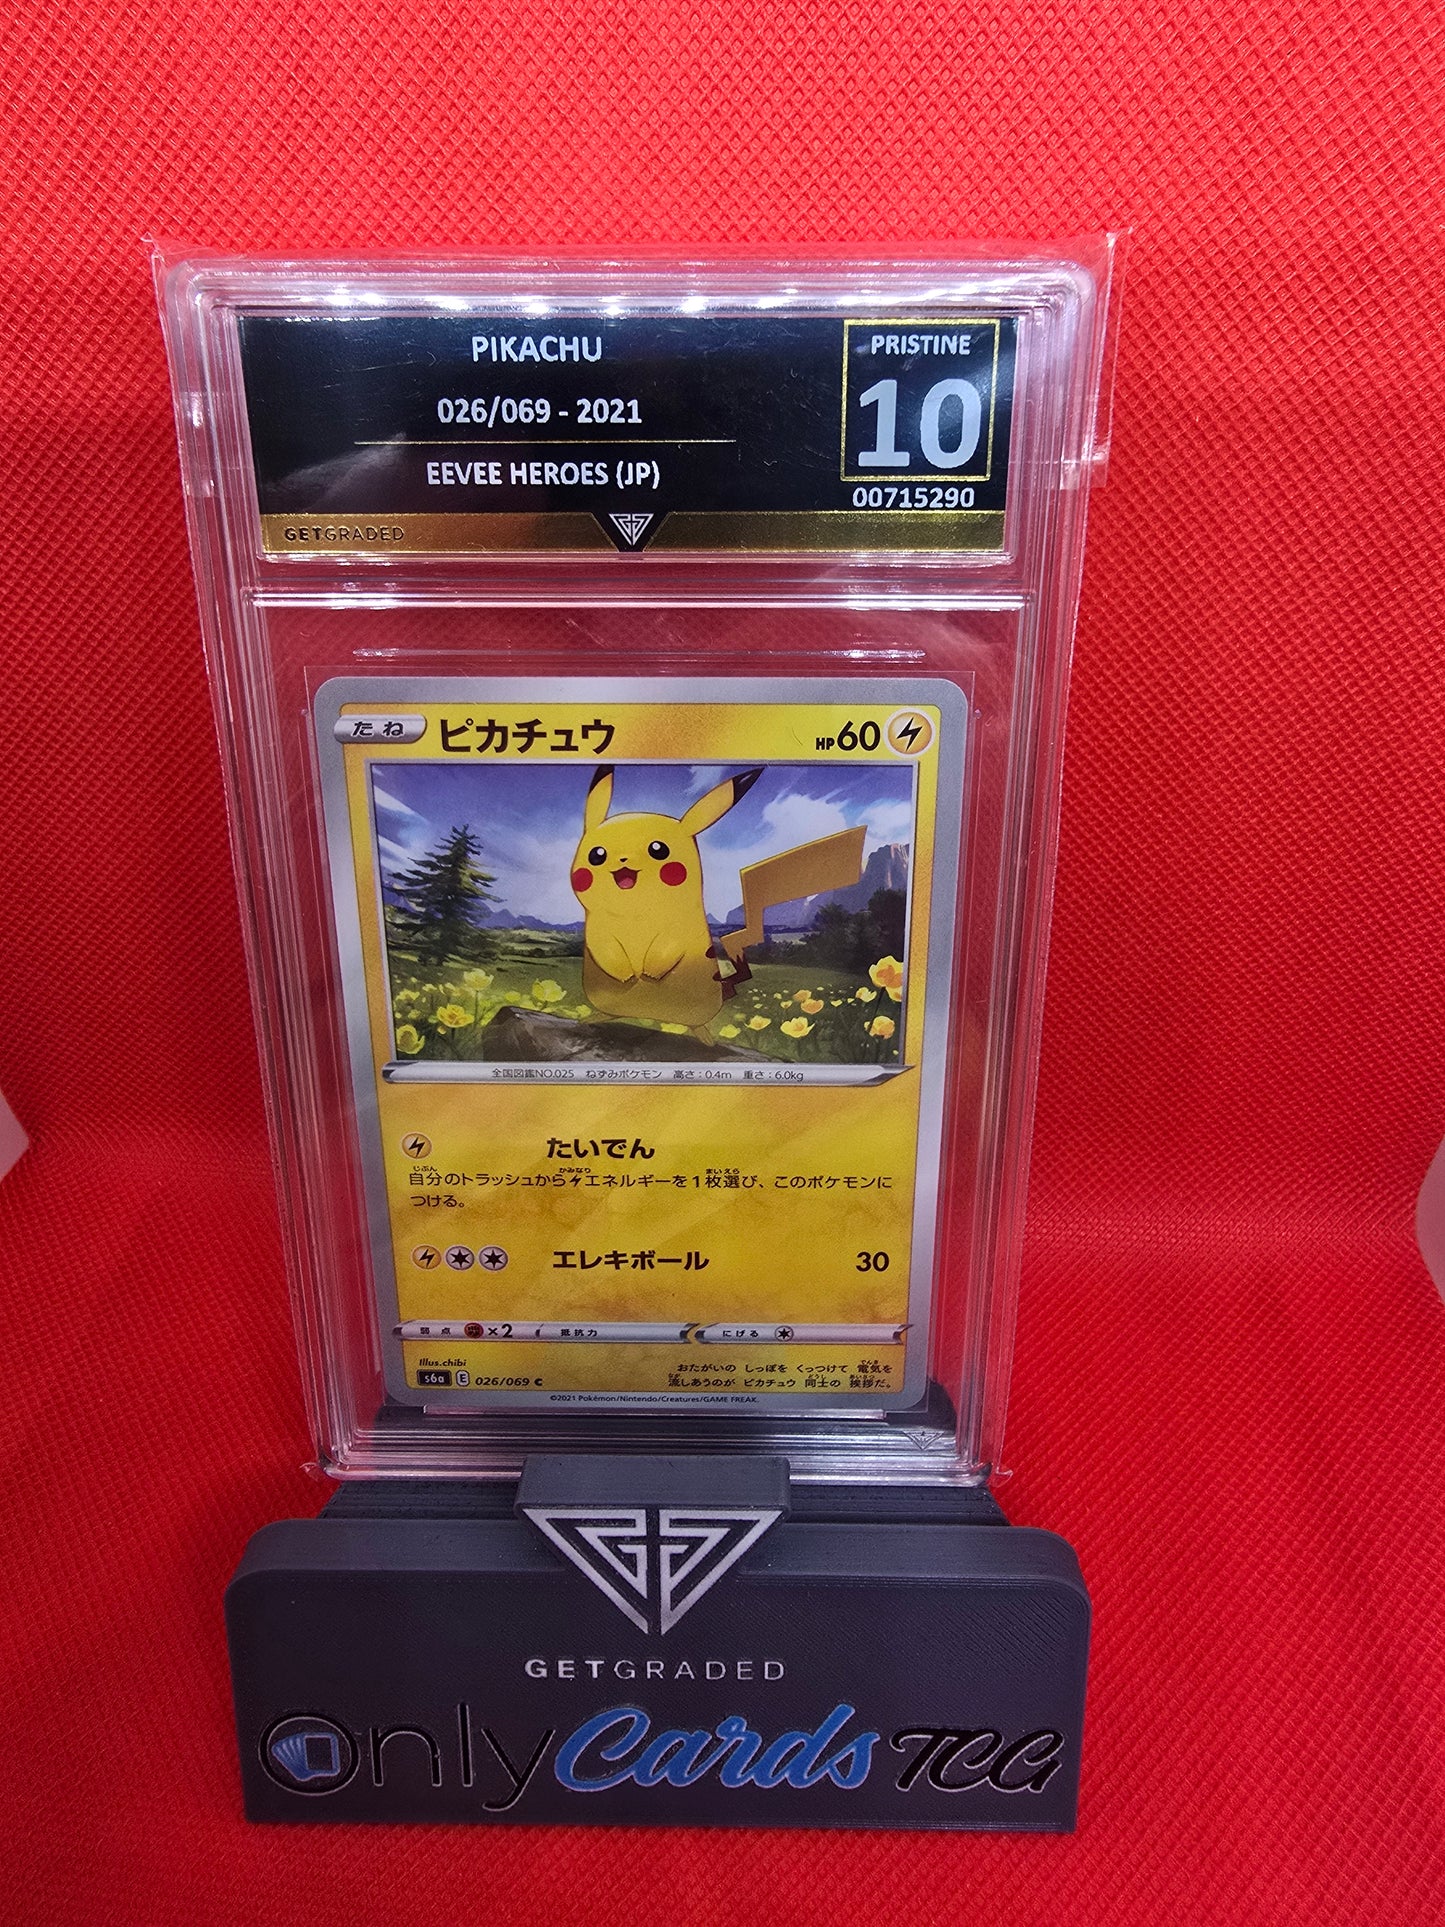 PIKACHU
026/069 - 2021
EEVEE HEROES (JP)
PRISTINE
10
00715290
GETGRADED
たね
ピカチュウ
HP60
全国図鑑NO.025 ねずみポケモン 高さ：0.4m 重さ：6.0kg
たいでん
自分のトラッシュからエネルギーを1枚選び、このポケモンに
つける。
エレキボール 30
弱点 ×2 抵抗力 にげる
Illus.chibi
s6a E 026/069 C
おたがいの しっぽを くっつけて 電気を
流しあうのが ピカチュウ 同士の 挨拶だ。
©2021 Pokémon/Nintendo/Creatures/GAME FREAK.
GETGRADED
OnlyCards TCG